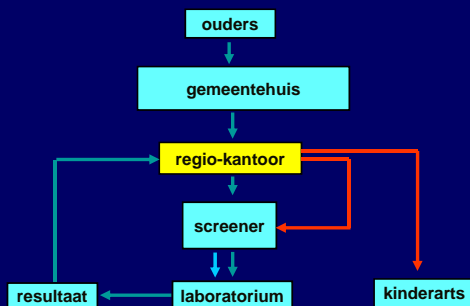 ouders
gemeentehuis
regio-kantoor
screener
resultaat
laboratorium
kinderarts